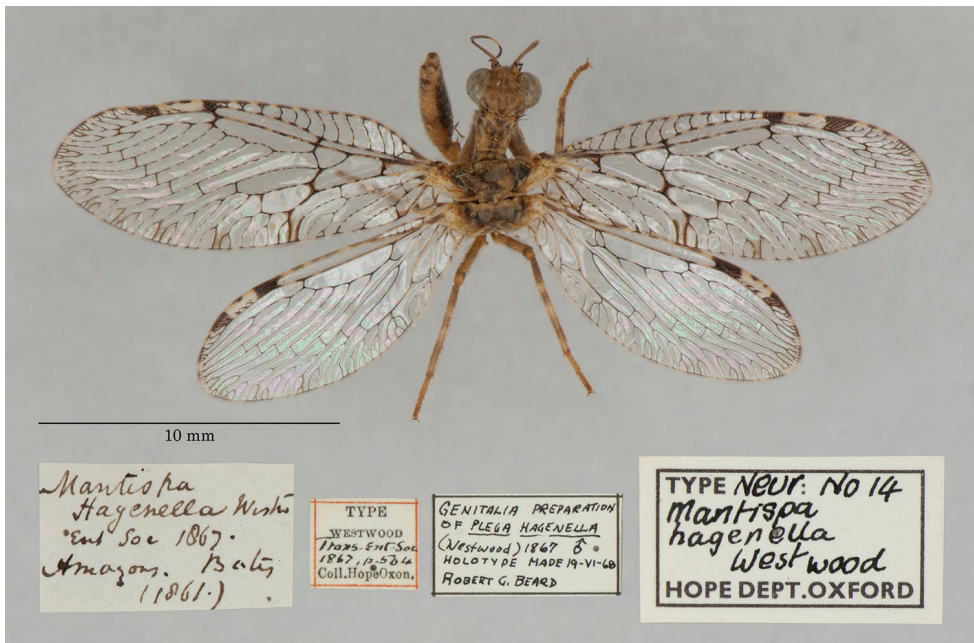 10 mm
Mantispa
Hagenella Westw
Ent Soc 1867.
Amazons. Bates
(1861.)
TYPE
WESTWOOD
Trans. Ent. Soc
1867, p. 504
Coll. Hope Oxon.
GENITALIA PREPARATION
OF PLEGA HAGENELLA
(Westwood) 1867 ♂
HOLOTYPE MADE 19-VI-68
ROBERT G. BEARD
TYPE Neur: No 14
Mantispa
hagenella
Westwood
HOPE DEPT. OXFORD